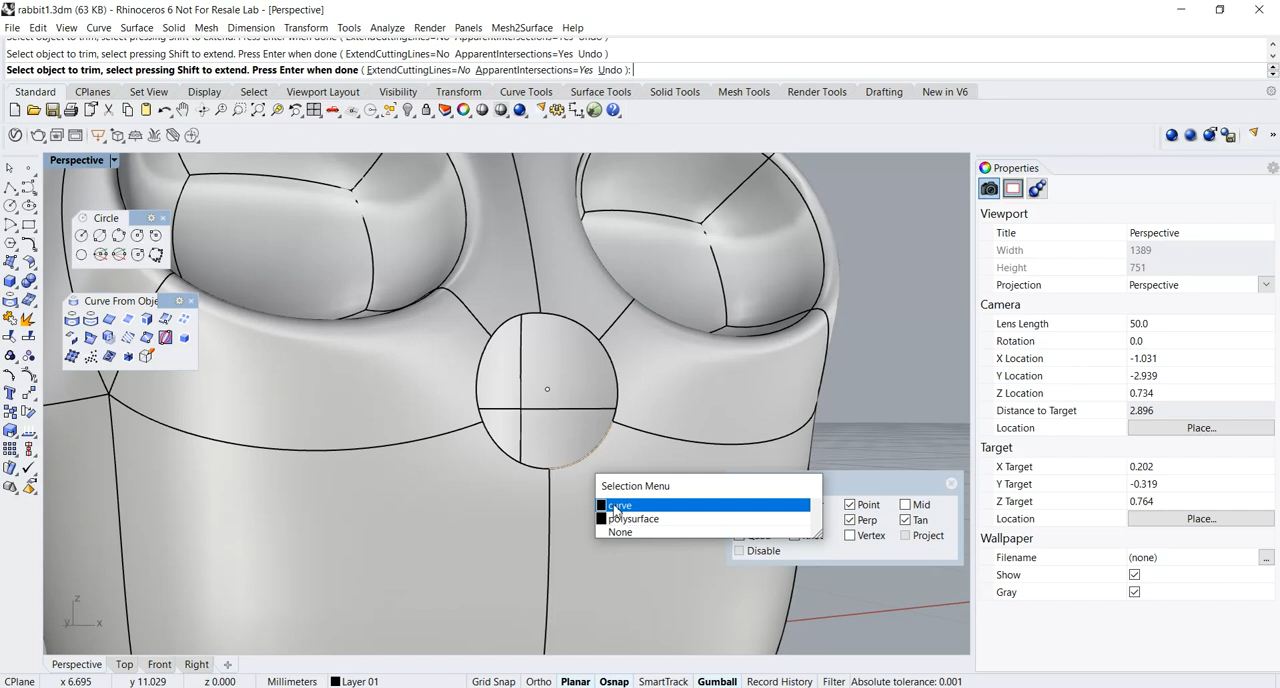 rabbit1.3dm (63 KB) - Rhinoceros 6 Not For Resale Lab - [Perspective]
File Edit View Curve Surface Solid Mesh Dimension Transform Tools Analyze Render Panels Mesh2Surface Help
Select object to trim, select pressing Shift to extend. Press Enter when done ( ExtendCuttingLines=No ApparentIntersections=Yes Undo )
Select object to trim, select pressing Shift to extend. Press Enter when done ( ExtendCuttingLines=No ApparentIntersections=Yes Undo ):
Standard CPlanes Set View Display Select Viewport Layout Visibility Transform Curve Tools Surface Tools Solid Tools Mesh Tools Render Tools Drafting New in V6
Perspective
Circle
Curve From Obje
Selection Menu
curve
polysurface
None
Point Mid
Perp Tan
Vertex Project
Disable
z
y x
Properties
Viewport
Title Perspective
Width 1389
Height 751
Projection Perspective
Camera
Lens Length 50.0
Rotation 0.0
X Location -1.031
Y Location -2.939
Z Location 0.734
Distance to Target 2.896
Location Place...
Target
X Target 0.202
Y Target -0.319
Z Target 0.764
Location Place...
Wallpaper
Filename (none) ...
Show
Gray
Perspective Top Front Right
CPlane x 6.695 y 11.029 z 0.000 Millimeters Layer 01 Grid Snap Ortho Planar Osnap SmartTrack Gumball Record History Filter Absolute tolerance: 0.001